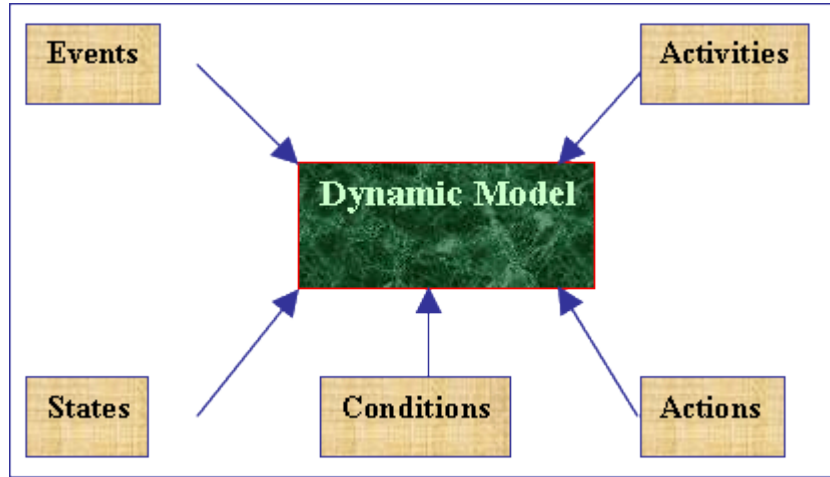 Events
Activities
Dynamic Model
States
Conditions
Actions